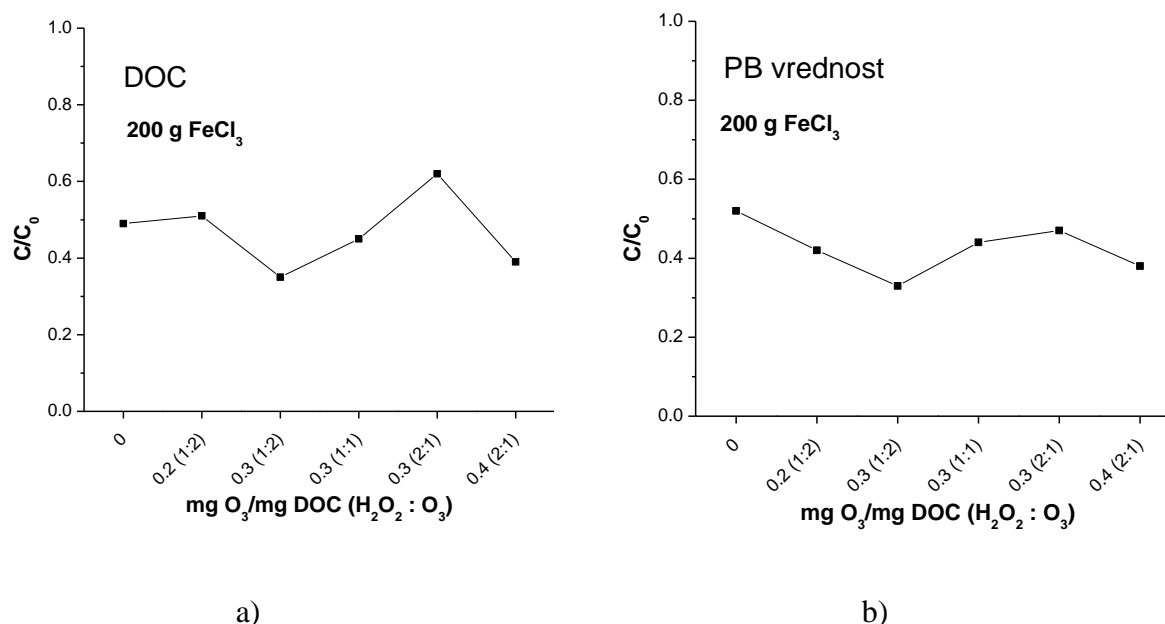 DOC
200 g FeCl₃
C/C₀
1.0
0.8
0.6
0.4
0.2
0.0
0
0.2 (1:2)
0.3 (1:2)
0.3 (1:1)
0.3 (2:1)
0.4 (2:1)
mg O₃/mg DOC (H₂O₂ : O₃)
a)
PB vrednost
200 g FeCl₃
C/C₀
1.0
0.8
0.6
0.4
0.2
0.0
0
0.2 (1:2)
0.3 (1:2)
0.3 (1:1)
0.3 (2:1)
0.4 (2:1)
mg O₃/mg DOC (H₂O₂ : O₃)
b)